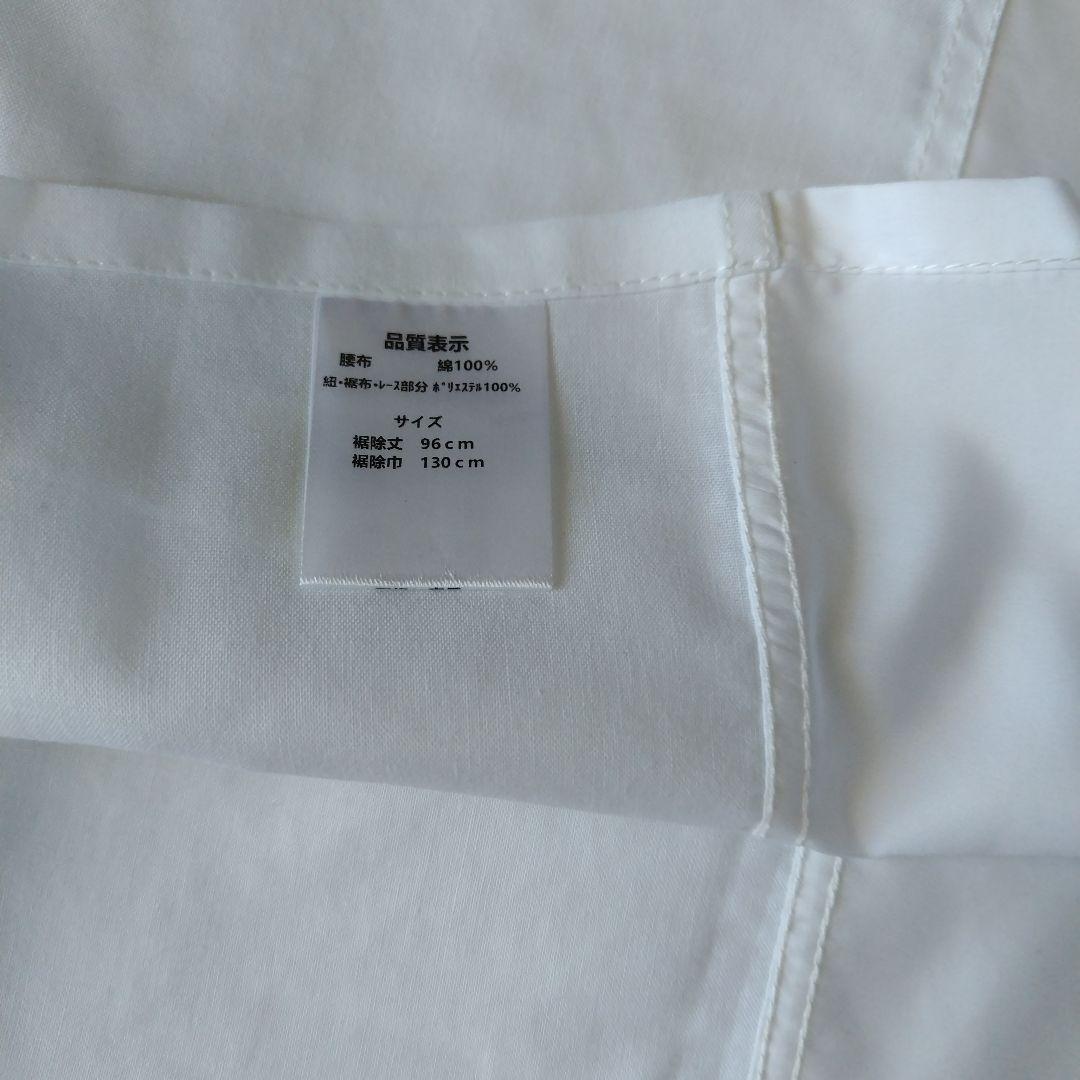 品質表示
腰布 綿100%
紐・裾布・ﾚｰｽ部分 ﾎﾟﾘｴｽﾃﾙ100%
サイズ
裾除丈 96cm
裾除巾 130cm